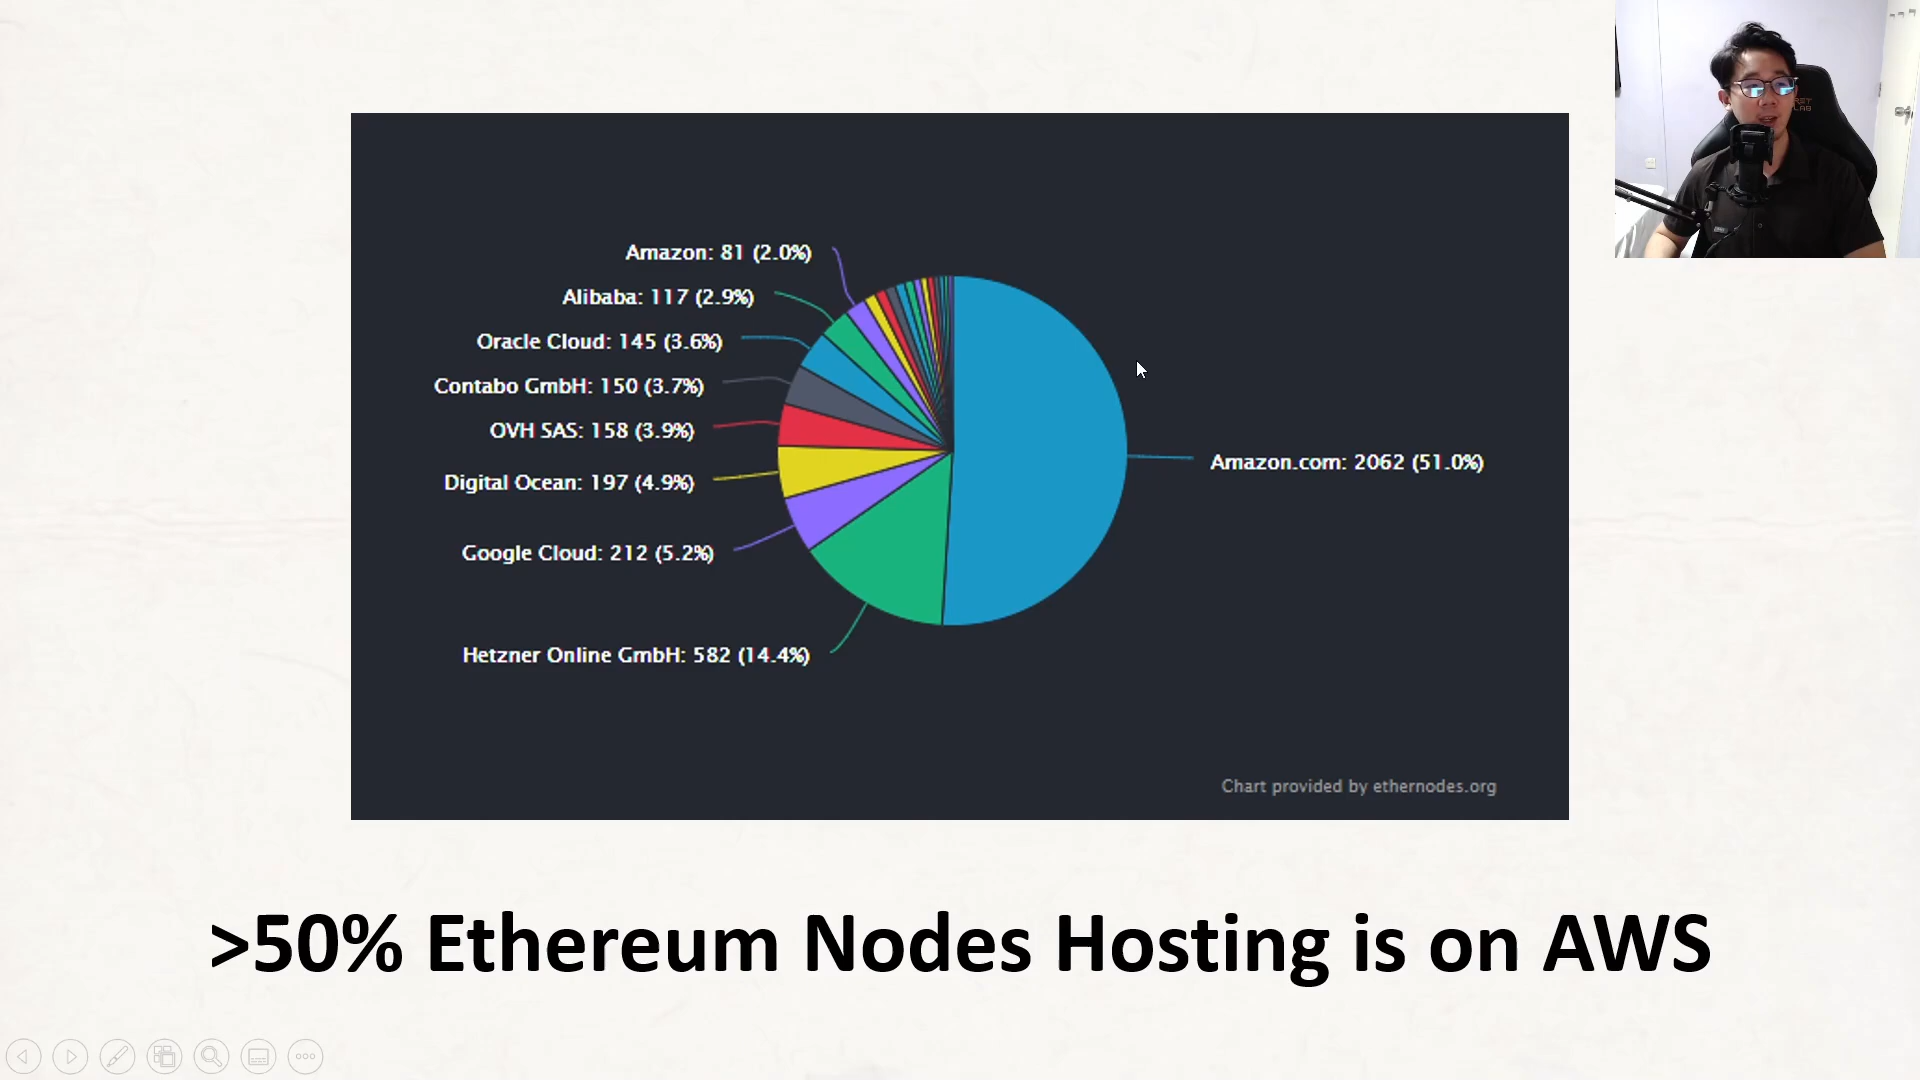 Amazon: 81 (2.0%)
Alibaba: 117 (2.9%)
Oracle Cloud: 145 (3.6%)
Contabo GmbH: 150 (3.7%)
OVH SAS: 158 (3.9%)
Digital Ocean: 197 (4.9%)
Google Cloud: 212 (5.2%)
Hetzner Online GmbH: 582 (14.4%)
Amazon.com: 2062 (51.0%)
Chart provided by ethernodes.org
>50% Ethereum Nodes Hosting is on AWS